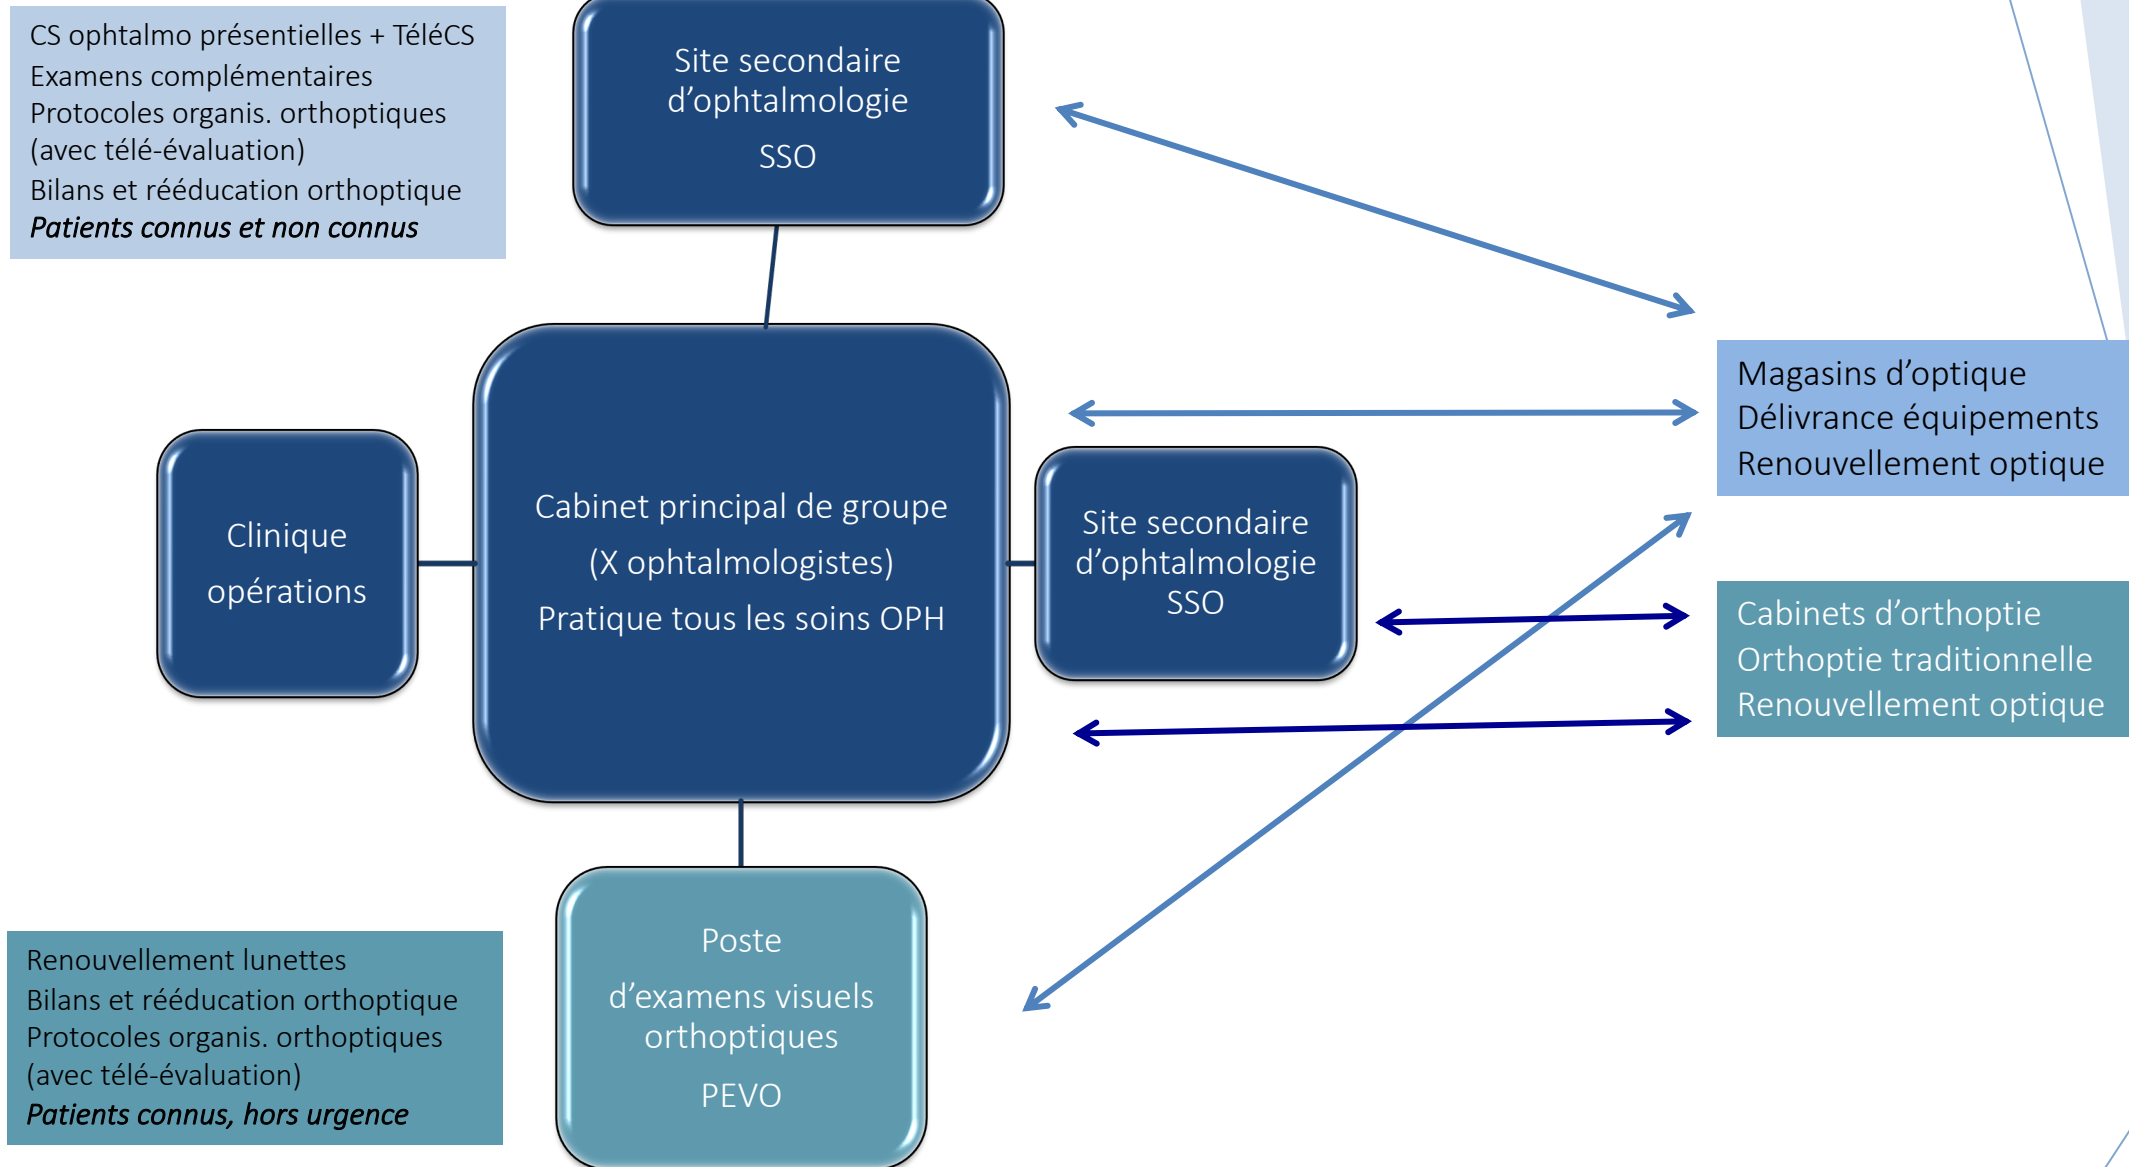 CS ophtalmo présentielles + TéléCS
Examens complémentaires
Protocoles organis. orthoptiques
(avec télé-évaluation)
Bilans et rééducation orthoptique
Patients connus et non connus
Site secondaire
d’ophtalmologie
SSO
Magasins d’optique
Délivrance équipements
Renouvellement optique
Clinique
opérations
Cabinet principal de groupe
(X ophtalmologistes)
Pratique tous les soins OPH
Site secondaire
d’ophtalmologie
SSO
Cabinets d’orthoptie
Orthoptie traditionnelle
Renouvellement optique
Renouvellement lunettes
Bilans et rééducation orthoptique
Protocoles organis. orthoptiques
(avec télé-évaluation)
Patients connus, hors urgence
Poste
d’examens visuels
orthoptiques
PEVO